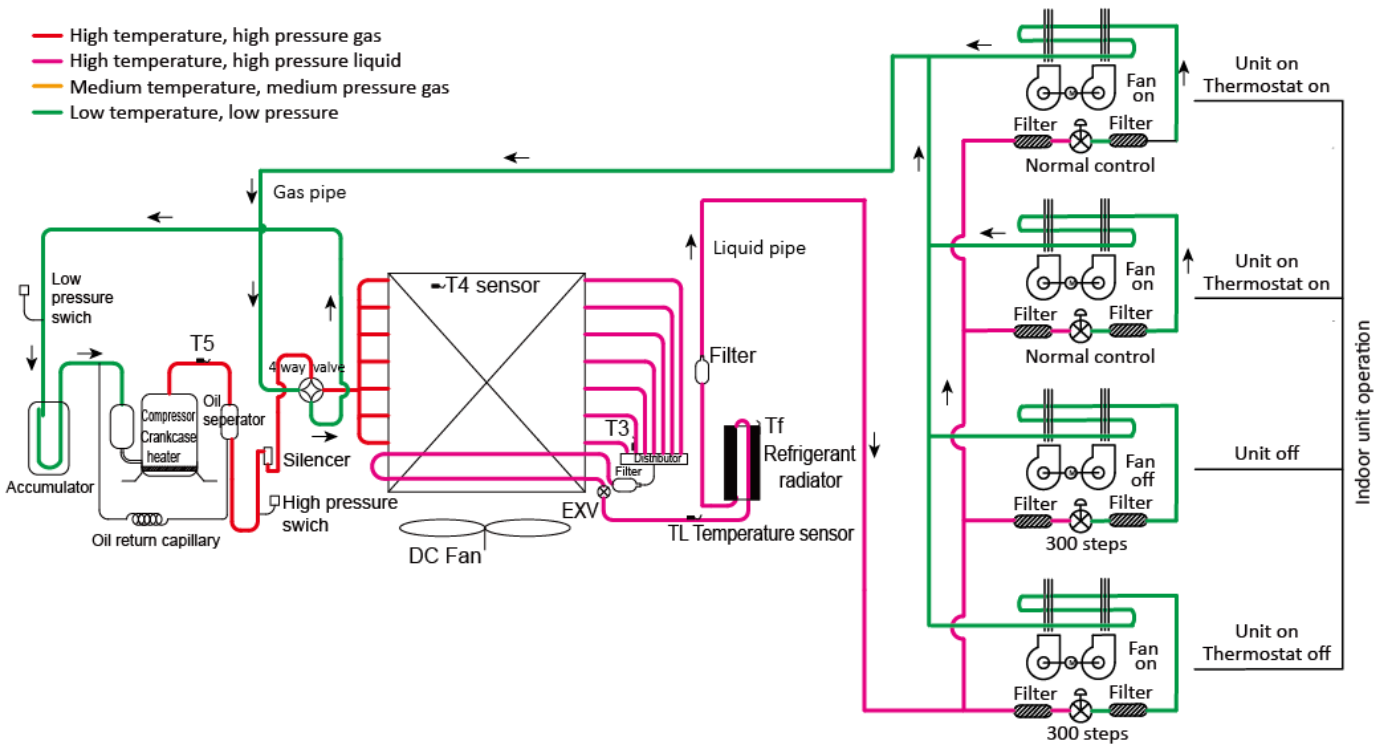 High temperature, high pressure gas
High temperature, high pressure liquid
Medium temperature, medium pressure gas
Low temperature, low pressure
Gas pipe
Low
pressure
swich
T5
4 way valve
Oil
seperator
Compressor
Crankcase
heater
Accumulator
Silencer
High pressure
swich
Oil return capillary
T4 sensor
DC Fan
T3
Distributor
Filter
EXV
TL Temperature sensor
Liquid pipe
Filter
Tf
Refrigerant
radiator
Fan
on
M
Filter
Filter
Normal control
Unit on
Thermostat on
Fan
on
M
Filter
Filter
Normal control
Unit on
Thermostat on
Fan
off
M
Filter
Filter
300 steps
Unit off
Fan
on
M
Filter
Filter
300 steps
Unit on
Thermostat off
Indoor unit operation